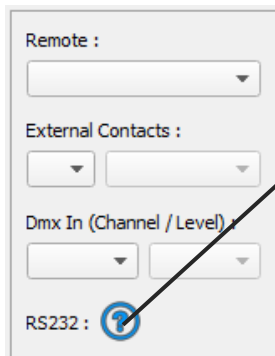 Remote :
External Contacts :
Dmx In (Channel / Level) :
RS232 : ?